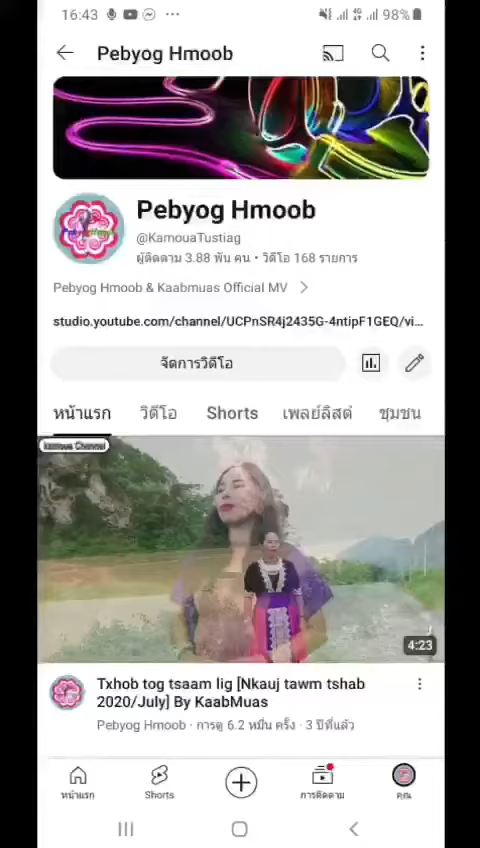 16:43
98%
Pebyog Hmoob
Pebyog Hmoob
@KamouaTustiag
ผู้ติดตาม 3.88 พัน คน • วิดีโอ 168 รายการ
Pebyog Hmoob & Kaabmuas Official MV
studio.youtube.com/channel/UCPnSR4j2435G-4ntipF1GEQ/vi...
จัดการวิดีโอ
หน้าแรก วิดีโอ Shorts เพลย์ลิสต์ ชุมชน
kamoua Channel
4:23
Txhob tog tsaam lig [Nkauj tawm tshab
2020/July] By KaabMuas
Pebyog Hmoob · การดู 6.2 หมื่น ครั้ง · 3 ปีที่แล้ว
หน้าแรก Shorts การติดตาม คุณ